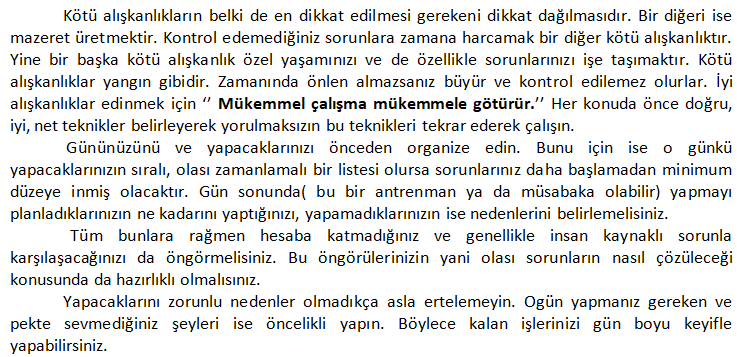 Kötü alışkanlıkların belki de en dikkat edilmesi gerekeni dikkat dağılmasıdır. Bir diğeri ise
mazeret üretmektir. Kontrol edemediğiniz sorunlara zamana harcamak bir diğer kötü alışkanlıktır.
Yine bir başka kötü alışkanlık özel yaşamınızı ve de özellikle sorunlarınızı işe taşımaktır. Kötü
alışkanlıklar yangın gibidir. Zamanında önlen almazsanız büyür ve kontrol edilemez olurlar. İyi
alışkanlıklar edinmek için ‘’ Mükemmel çalışma mükemmele götürür.’’ Her konuda önce doğru,
iyi, net teknikler belirleyerek yorulmaksızın bu teknikleri tekrar ederek çalışın.
Gününüzünü ve yapacaklarınızı önceden organize edin. Bunu için ise o günkü
yapacaklarınızın sıralı, olası zamanlamalı bir listesi olursa sorunlarınız daha başlamadan minimum
düzeye inmiş olacaktır. Gün sonunda( bu bir antrenman ya da müsabaka olabilir) yapmayı
planladıklarınızın ne kadarını yaptığınızı, yapamadıklarınızın ise nedenlerini belirlemelisiniz.
Tüm bunlara rağmen hesaba katmadığınız ve genellikle insan kaynaklı sorunla
karşılaşacağınızı da öngörmelisiniz. Bu öngörülerinizin yani olası sorunların nasıl çözüleceği
konusunda da hazırlıklı olmalısınız.
Yapacaklarını zorunlu nedenler olmadıkça asla ertelemeyin. Ogün yapmanız gereken ve
pekte sevmediğiniz şeyleri ise öncelikli yapın. Böylece kalan işlerinizi gün boyu keyifle
yapabilirsiniz.